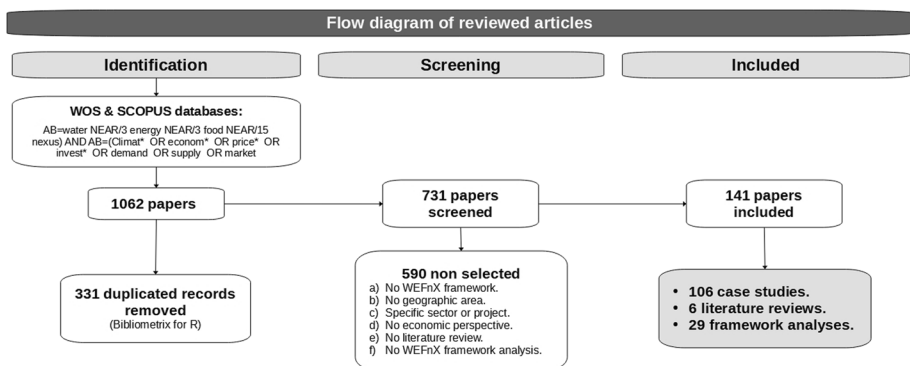 Flow diagram of reviewed articles
Identification
Screening
Included
WOS & SCOPUS databases:
AB=water NEAR/3 energy NEAR/3 food NEAR/15
nexus) AND AB=(Climat* OR econom* OR price* OR
invest* OR demand OR supply OR market
1062 papers
731 papers
screened
141 papers
included
331 duplicated records
removed
(Bibliometrix for R)
590 non selected
a) No WEFnX framework.
b) No geographic area.
c) Specific sector or project.
d) No economic perspective.
e) No literature review.
f) No WEFnX framework analysis.
• 106 case studies.
• 6 literature reviews.
• 29 framework analyses.